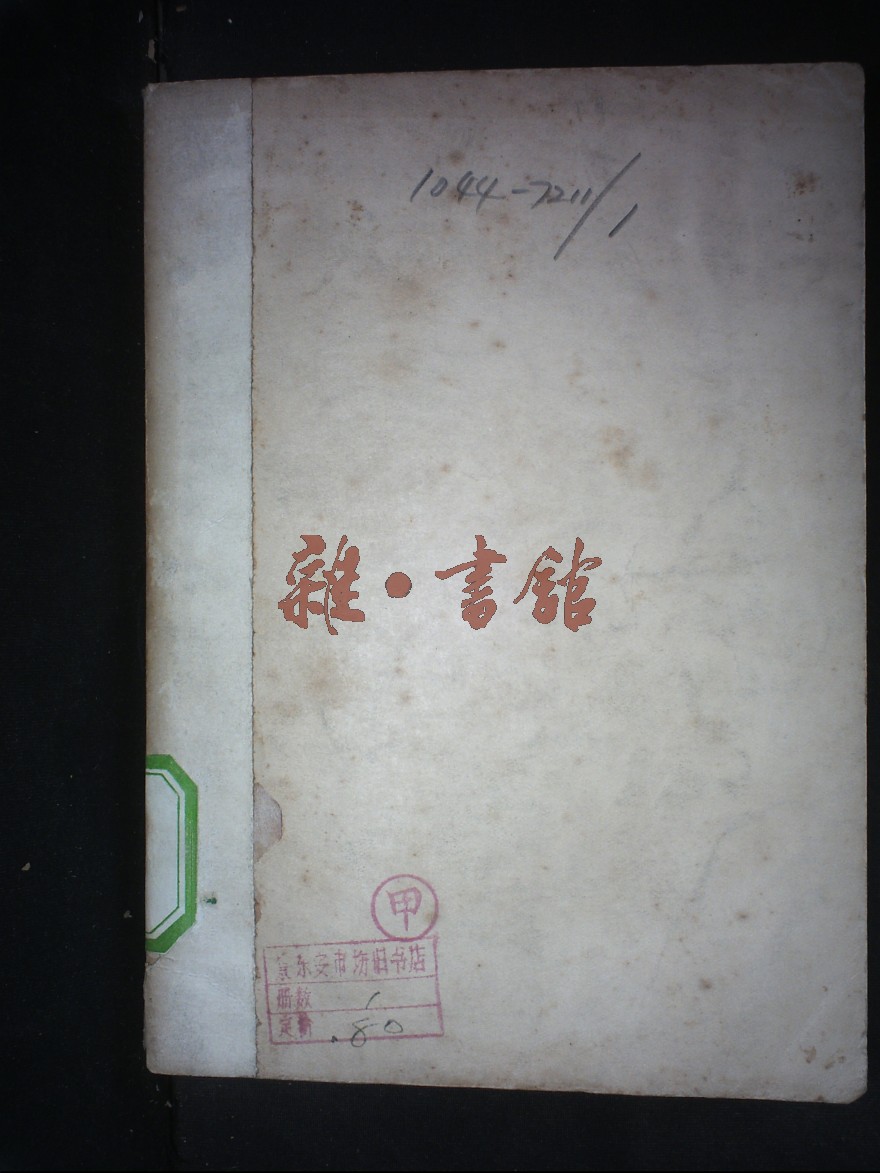 1044-7211/1
雜·書館
甲
京东安市场旧书店
册数 1
定价 .80